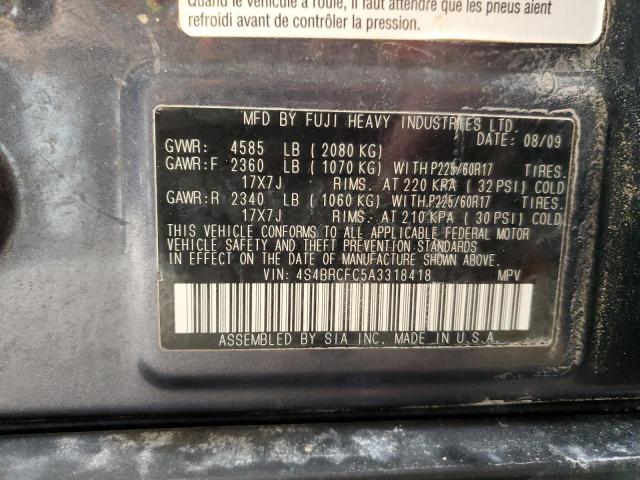 Quand le véhicule a roulé, il faut attendre que les pneus aient
refroidi avant de contrôler la pression.
MFD BY FUJI HEAVY INDUSTRIES LTD.
DATE: 08/09
GVWR: 4585 LB ( 2080 KG)
GAWR:F 2360 LB ( 1070 KG) WITH P225/60R17 TIRES.
17X7J RIMS. AT 220 KPA ( 32 PSI) COLD
GAWR:R 2340 LB ( 1060 KG) WITH P225/60R17 TIRES.
17X7J RIMS. AT 210 KPA ( 30 PSI) COLD.
THIS VEHICLE CONFORMS TO ALL APPLICABLE FEDERAL MOTOR
VEHICLE SAFETY AND THEFT PREVENTION STANDARDS
IN EFFECT ON THE DATE OF MANUFACTURE SHOWN ABOVE.
VIN: 4S4BRCFC5A3318418 MPV
ASSEMBLED BY SIA INC. MADE IN U.S.A.